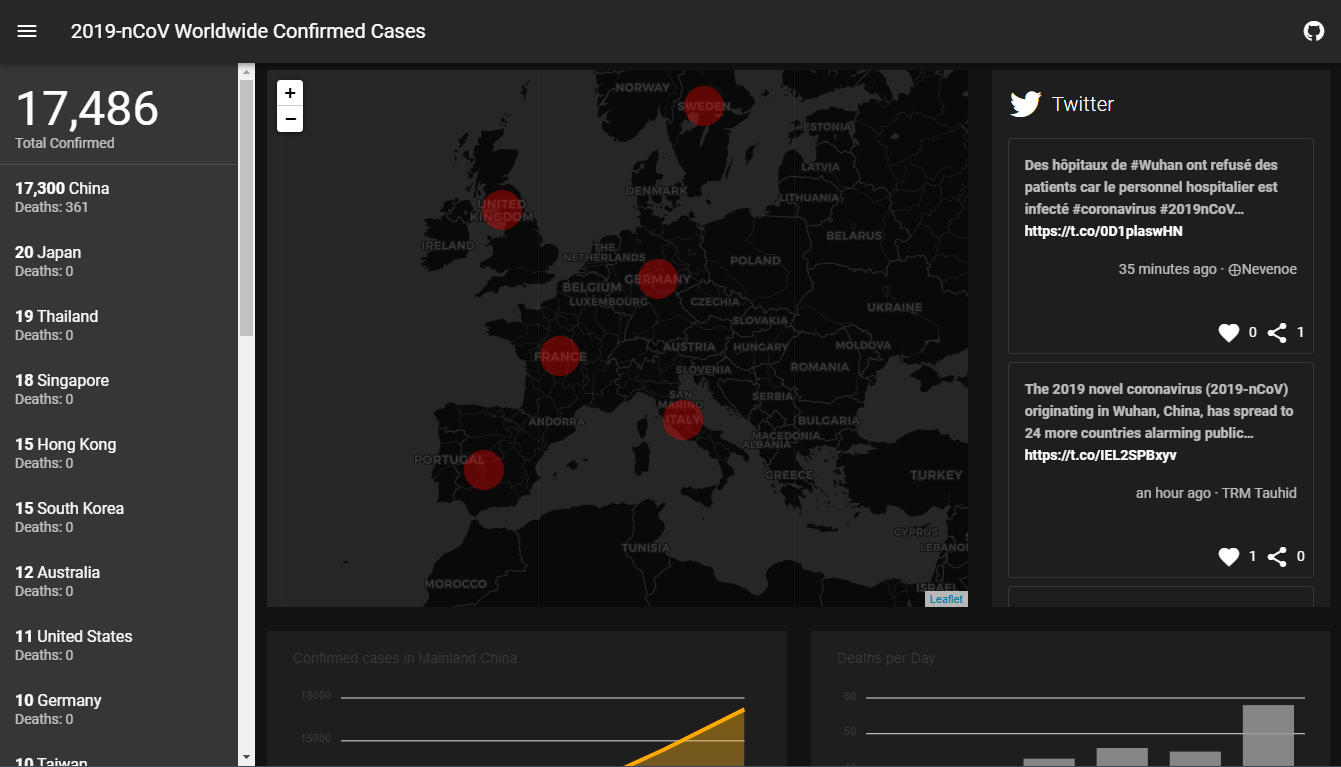 2019-nCoV Worldwide Confirmed Cases
17,486
Total Confirmed
17,300 China
Deaths: 361
20 Japan
Deaths: 0
19 Thailand
Deaths: 0
18 Singapore
Deaths: 0
15 Hong Kong
Deaths: 0
15 South Korea
Deaths: 0
12 Australia
Deaths: 0
11 United States
Deaths: 0
10 Germany
Deaths: 0
10 Taiwan
+
−
NORWAY
SWEDEN
ESTONIA
LATVIA
DENMARK
LITHUANIA
UNITED
KINGDOM
IRELAND
BELARUS
THE
NETHERLANDS
POLAND
GERMANY
BELGIUM
LUXEMBOURG
CZECHIA
UKRAINE
SLOVAKIA
AUSTRIA
HUNGARY
MOLDOVA
FRANCE
SLOVENIA
ROMANIA
SAN
MARINO
SERBIA
ITALY
ANDORRA
BULGARIA
MACEDONIA
ALBANIA
PORTUGAL
GREECE
TURKEY
CYPRUS
LEBANO
TUNISIA
MOROCCO
ISRAEL
Leaflet
Twitter
Des hôpitaux de #Wuhan ont refusé des
patients car le personnel hospitalier est
infecté #coronavirus #2019nCoV…
https://t.co/0D1plaswHN
35 minutes ago · ⨁Nevenoe
0 1
The 2019 novel coronavirus (2019-nCoV)
originating in Wuhan, China, has spread to
24 more countries alarming public…
https://t.co/IEL2SPBxyv
an hour ago · TRM Tauhid
1 0
Confirmed cases in Mainland China
18000
15000
Deaths per Day
60
50